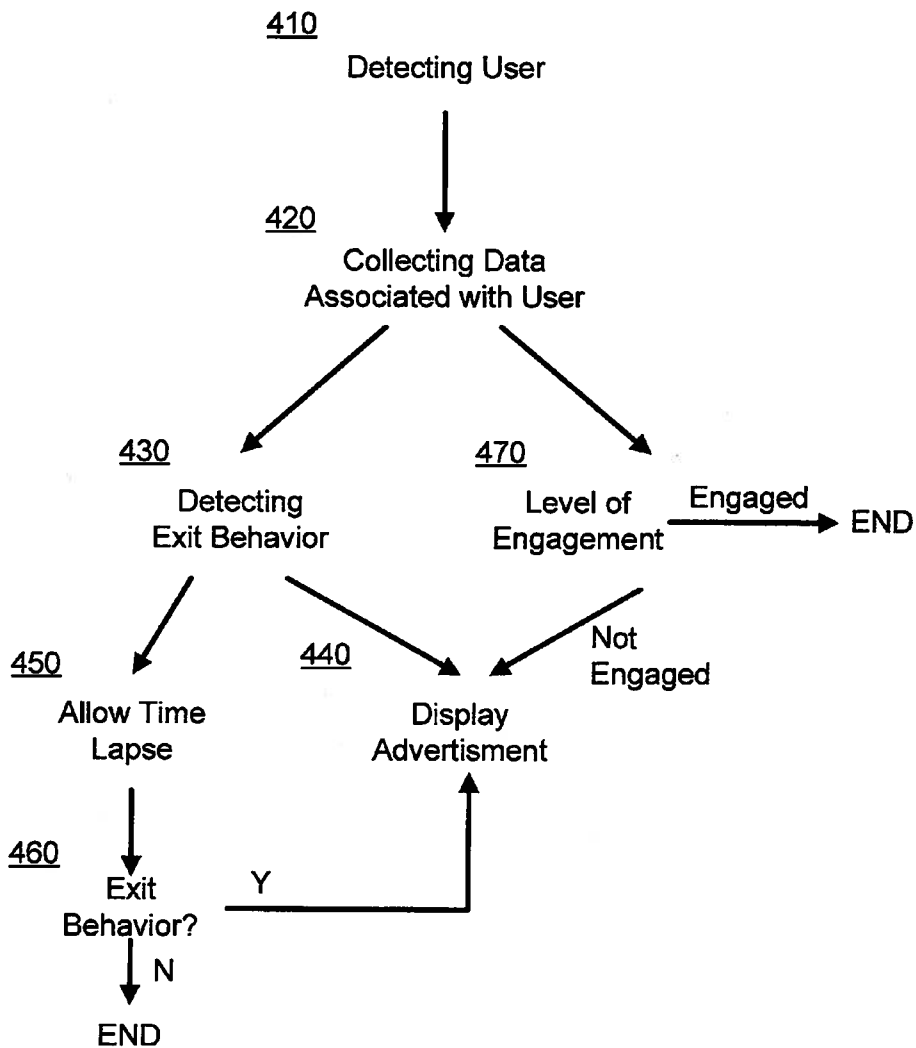 410
Detecting User
420
Collecting Data
Associated with User
430
Detecting
Exit Behavior
470
Level of
Engagement
Engaged
END
450
Allow Time
Lapse
440
Display
Advertisment
Not
Engaged
460
Exit
Behavior?
Y
N
END